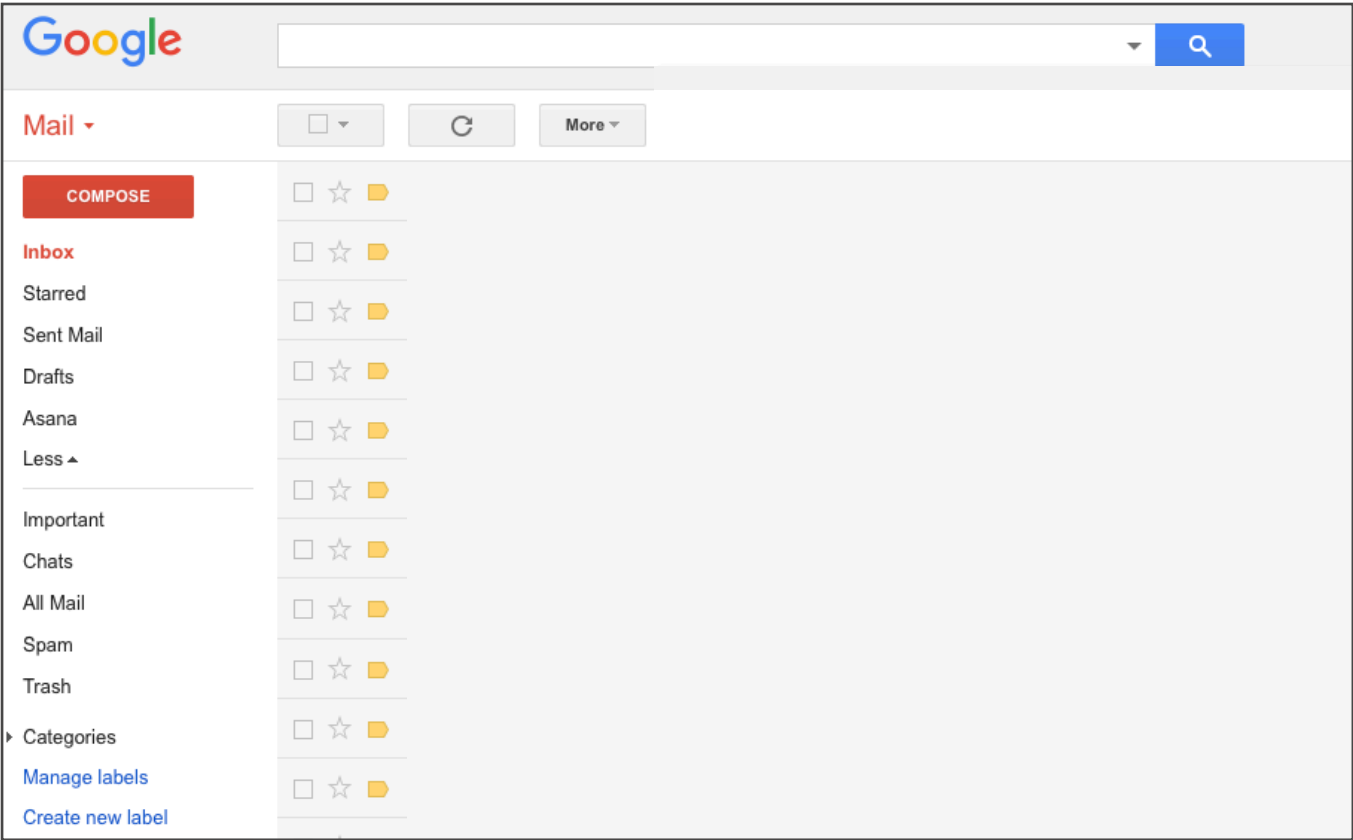 Google
Mail
More
COMPOSE
Inbox
Starred
Sent Mail
Drafts
Asana
Less
Important
Chats
All Mail
Spam
Trash
Categories
Manage labels
Create new label